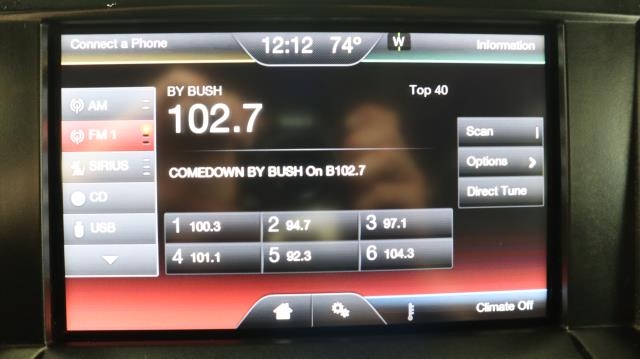 Connect a Phone 12:12 74° W Information
BY BUSH Top 40
102.7
AM
FM 1
SIRIUS
CD
USB
COMEDOWN BY BUSH On B102.7
Scan
Options
Direct Tune
1 100.3 2 94.7 3 97.1
4 101.1 5 92.3 6 104.3
Climate Off